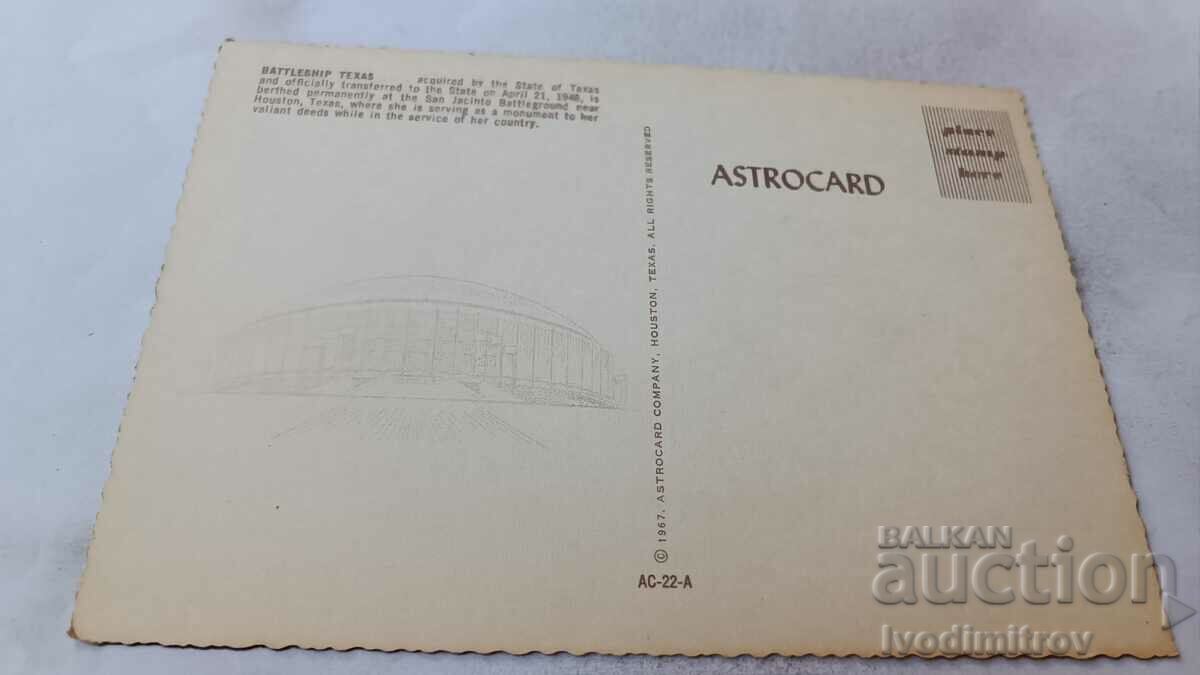 BATTLESHIP TEXAS acquired by the State of Texas
and officially transferred to the State on April 21, 1948, is
berthed permanently at the San Jacinto Battleground near
Houston, Texas, where she is serving as a monument to her
valiant deeds while in the service of her country.
place
stamp
here
ASTROCARD
© 1967, ASTROCARD COMPANY, HOUSTON, TEXAS. ALL RIGHTS RESERVED
AC-22-A
BALKAN
auction
Ivodimitrov